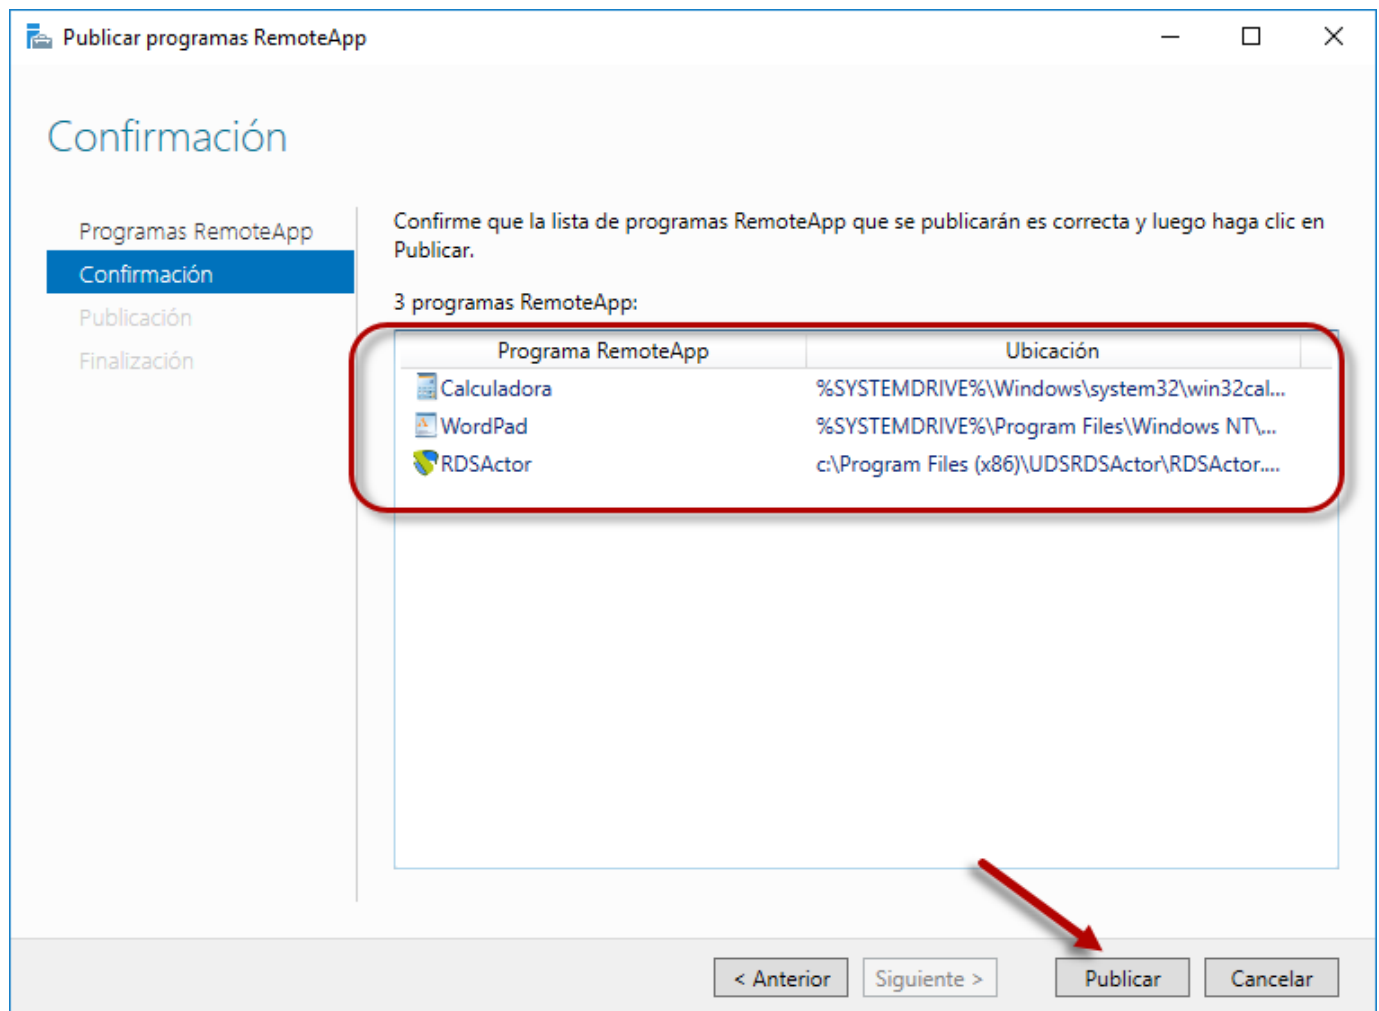 Publicar programas RemoteApp
Confirmación
Programas RemoteApp
Confirmación
Publicación
Finalización
Confirme que la lista de programas RemoteApp que se publicarán es correcta y luego haga clic en
Publicar.
3 programas RemoteApp:
Programa RemoteApp Ubicación
Calculadora %SYSTEMDRIVE%\Windows\system32\win32cal...
WordPad %SYSTEMDRIVE%\Program Files\Windows NT\...
RDSActor c:\Program Files (x86)\UDSRDSActor\RDSActor....
< Anterior Siguiente > Publicar Cancelar